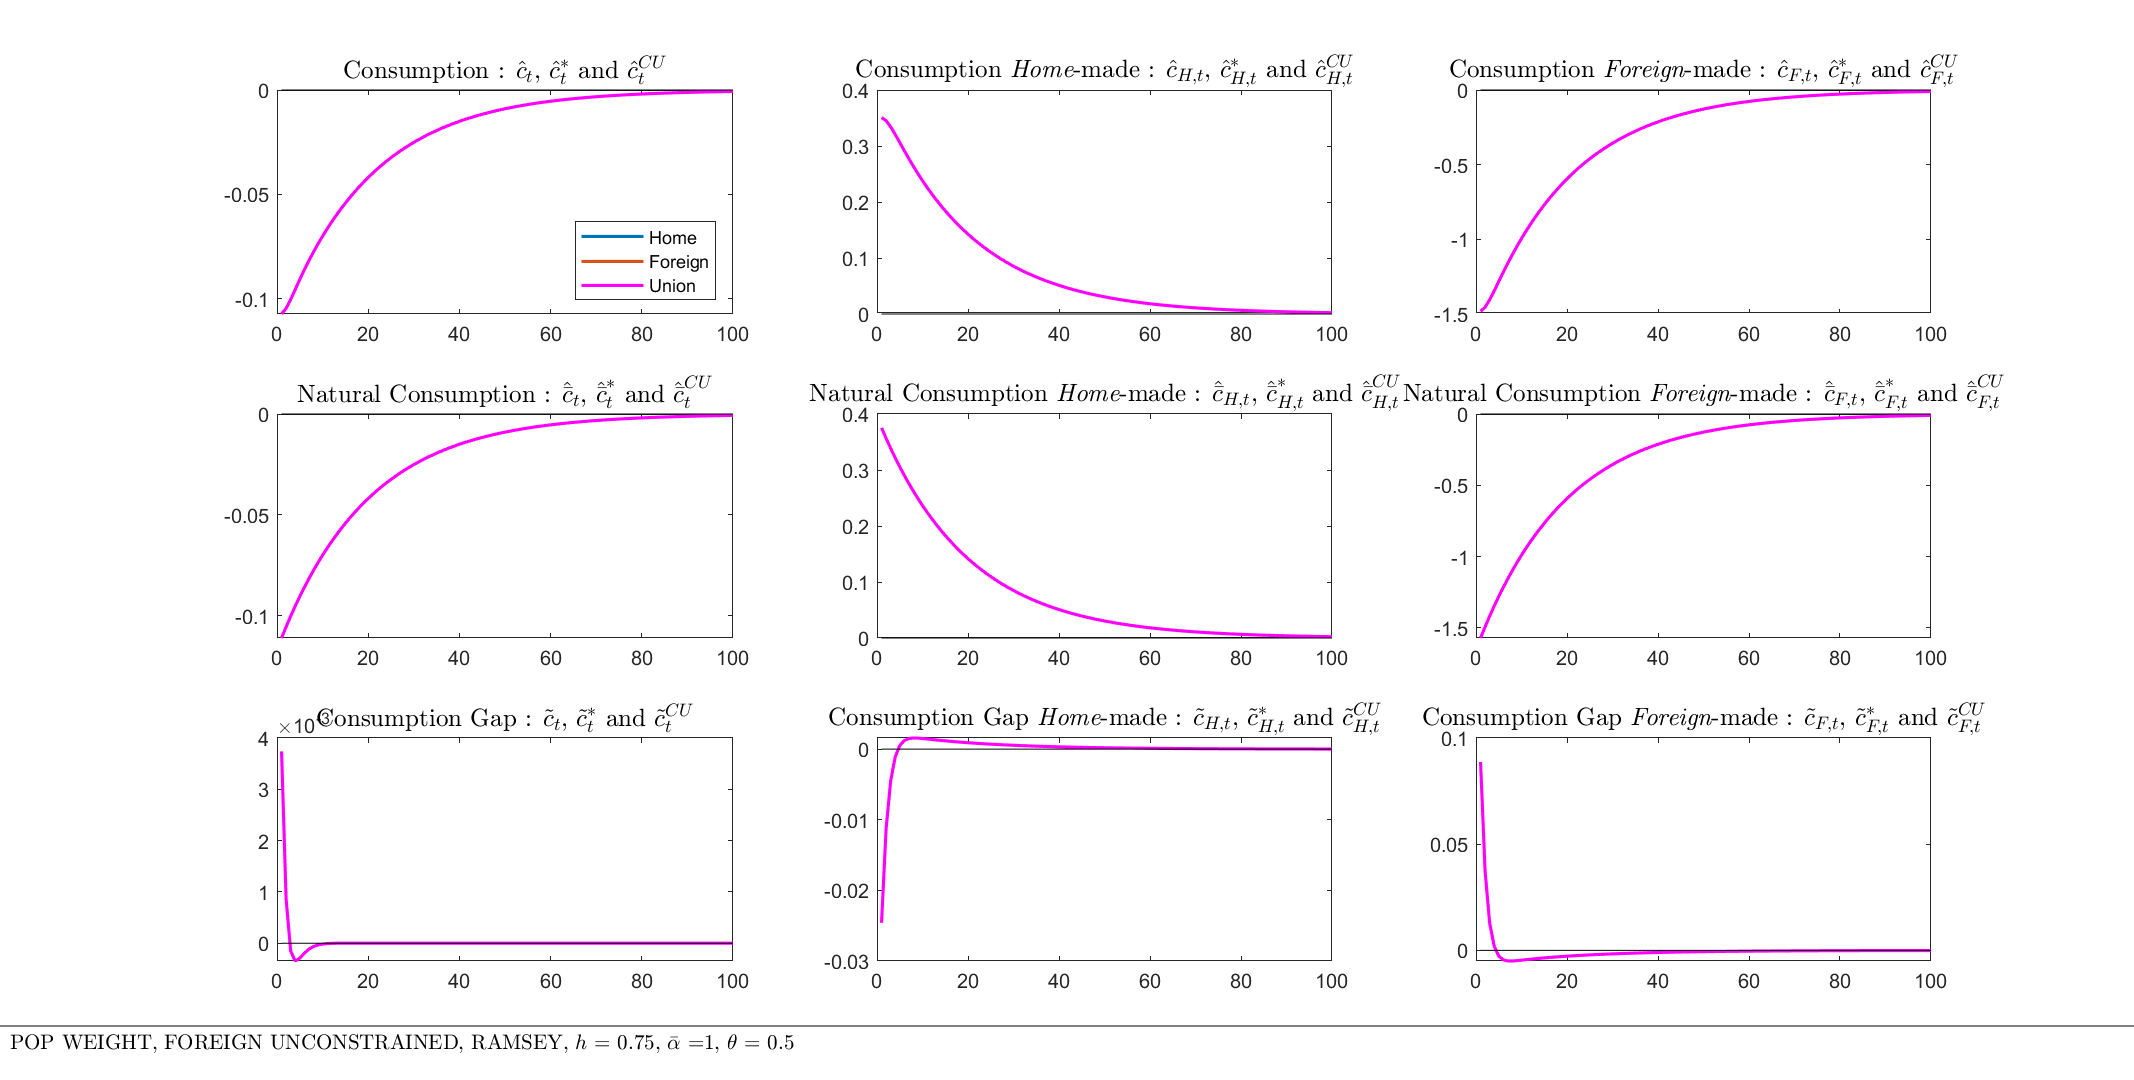 Consumption : ĉ_t, ĉ*_t and ĉ^CU_t
0
-0.05
-0.1
0 20 40 60 80 100
Home
Foreign
Union
Consumption Home-made : ĉ_H,t, ĉ*_H,t and ĉ^CU_H,t
0.4
0.3
0.2
0.1
0
0 20 40 60 80 100
Consumption Foreign-made : ĉ_F,t, ĉ*_F,t and ĉ^CU_F,t
0
-0.5
-1
-1.5
0 20 40 60 80 100
Natural Consumption : ĉ̄_t, ĉ̄*_t and ĉ̄^CU_t
0
-0.05
-0.1
0 20 40 60 80 100
Natural Consumption Home-made : ĉ̄_H,t, ĉ̄*_H,t and ĉ̄^CU_H,t
0.4
0.3
0.2
0.1
0
0 20 40 60 80 100
Natural Consumption Foreign-made : ĉ̄_F,t, ĉ̄*_F,t and ĉ̄^CU_F,t
0
-0.5
-1
-1.5
0 20 40 60 80 100
Consumption Gap : c̃_t, c̃*_t and c̃^CU_t
×10^-3
4
3
2
1
0
0 20 40 60 80 100
Consumption Gap Home-made : c̃_H,t, c̃*_H,t and c̃^CU_H,t
0
-0.01
-0.02
-0.03
0 20 40 60 80 100
Consumption Gap Foreign-made : c̃_F,t, c̃*_F,t and c̃^CU_F,t
0.1
0.05
0
0 20 40 60 80 100
POP WEIGHT, FOREIGN UNCONSTRAINED, RAMSEY, h = 0.75, ᾱ =1, θ = 0.5